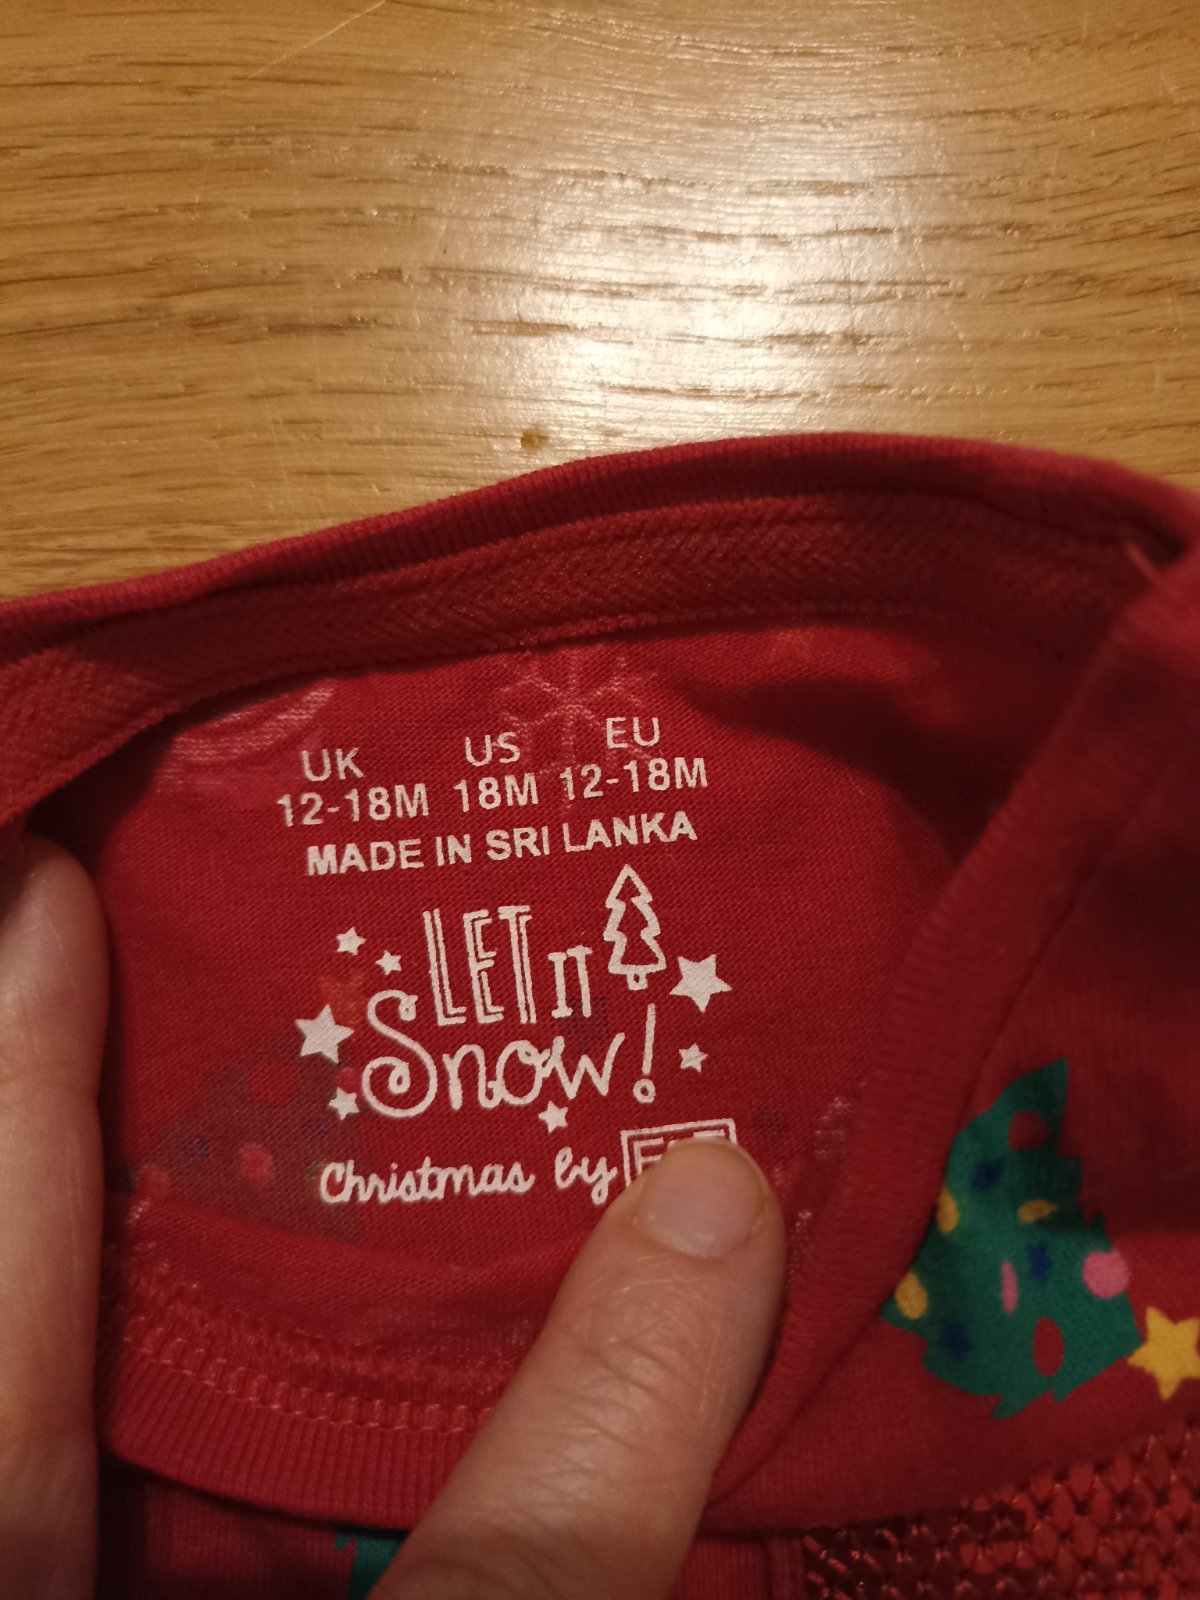 UK US EU
12-18M 18M 12-18M
MADE IN SRI LANKA
LET IT
Snow!
Christmas by